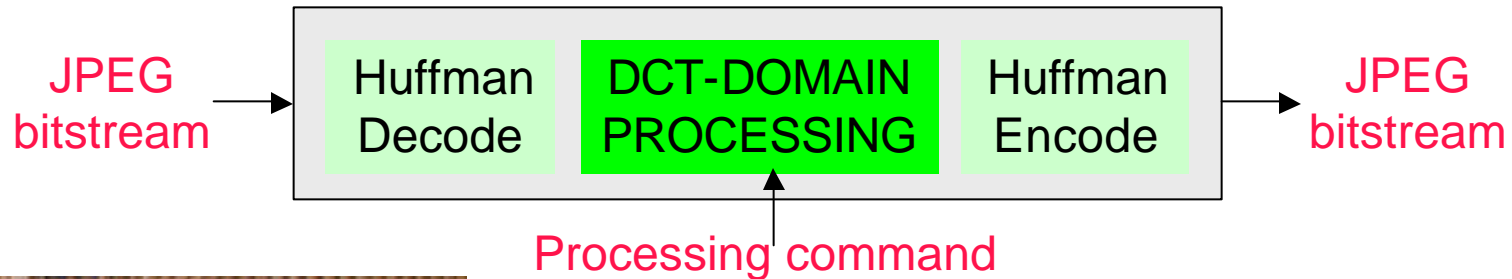 JPEG
bitstream
Huffman
Decode
DCT-DOMAIN
PROCESSING
Huffman
Encode
JPEG
bitstream
Processing command